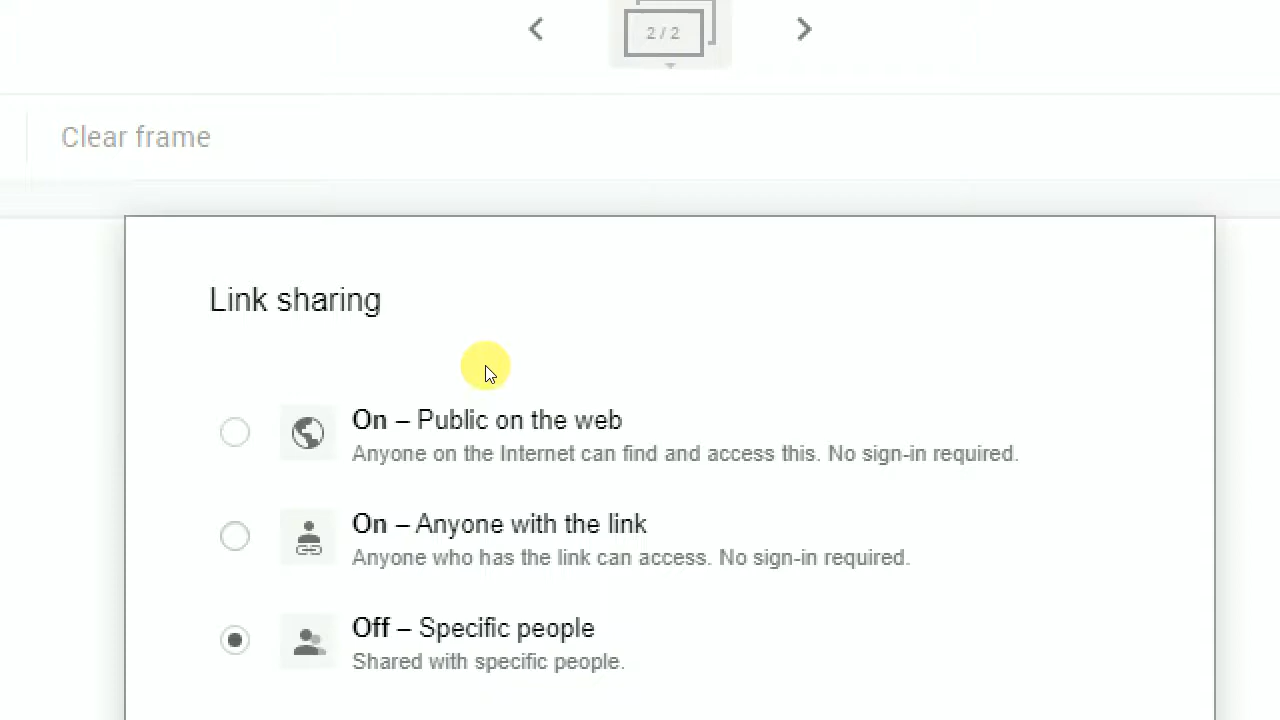 2 / 2
Clear frame
Link sharing
On – Public on the web
Anyone on the Internet can find and access this. No sign-in required.
On – Anyone with the link
Anyone who has the link can access. No sign-in required.
Off – Specific people
Shared with specific people.